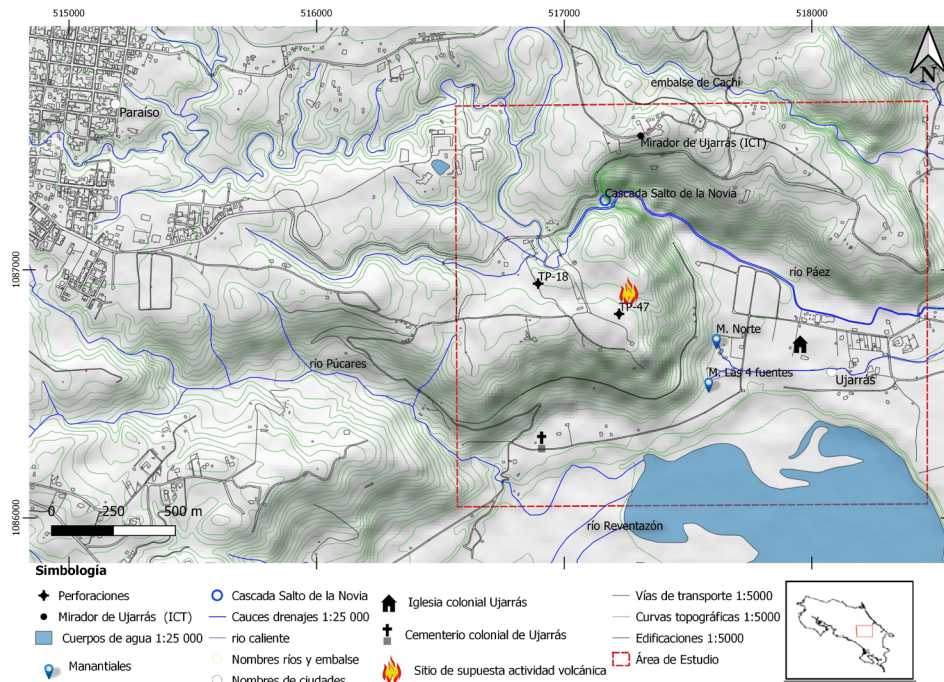 515000
516000
517000
518000
N
embalse de Cachí
Paraíso
Mirador de Ujarrás (ICT)
Cascada Salto de la Novia
1087000
TP-18
río Páez
TP-47
M. Norte
río Púcares
M. Las 4 fuentes
Ujarrás
1086000
0 250 500 m
río Reventazón
Simbología
Perforaciones
Mirador de Ujarrás (ICT)
Cuerpos de agua 1:25 000
Manantiales
Cascada Salto de la Novia
Cauces drenajes 1:25 000
rio caliente
Nombres ríos y embalse
Nombres de ciudades
Iglesia colonial Ujarrás
Cementerio colonial de Ujarrás
Sitio de supuesta actividad volcánica
Vías de transporte 1:5000
Curvas topográficas 1:5000
Edificaciones 1:5000
Área de Estudio